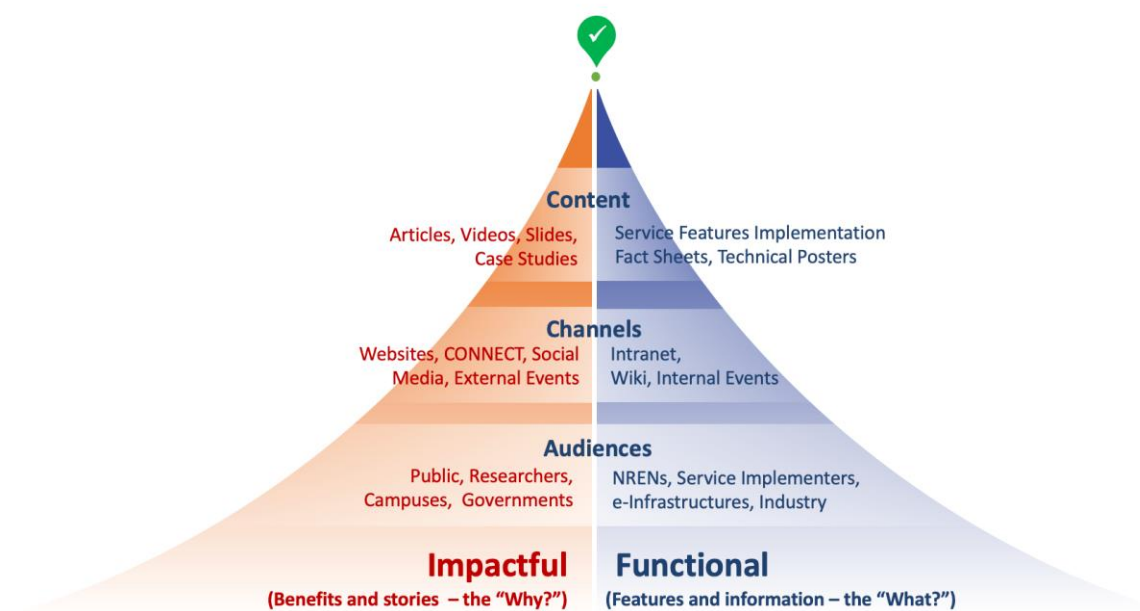 Content
Articles, Videos, Slides,
Case Studies
Service Features Implementation
Fact Sheets, Technical Posters
Channels
Websites, CONNECT, Social
Media, External Events
Intranet,
Wiki, Internal Events
Audiences
Public, Researchers,
Campuses, Governments
NRENs, Service Implementers,
e-Infrastructures, Industry
Impactful
(Benefits and stories – the “Why?”)
Functional
(Features and information – the “What?”)